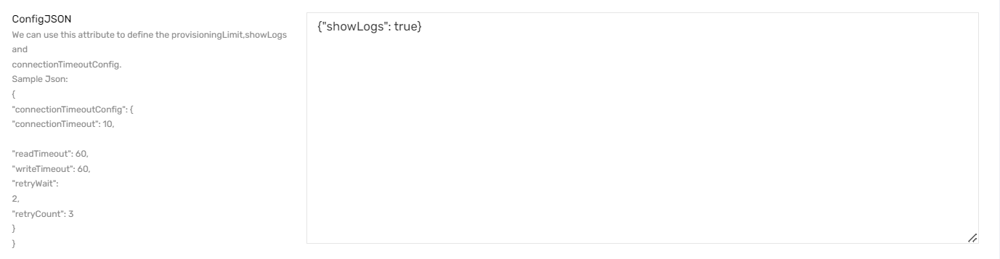 ConfigJSON
We can use this attribute to define the provisioningLimit,showLogs
and
connectionTimeoutConfig.
Sample Json:
{
"connectionTimeoutConfig": {
"connectionTimeout": 10,
"readTimeout": 60,
"writeTimeout": 60,
"retryWait":
2,
"retryCount": 3
}
}
{"showLogs": true}